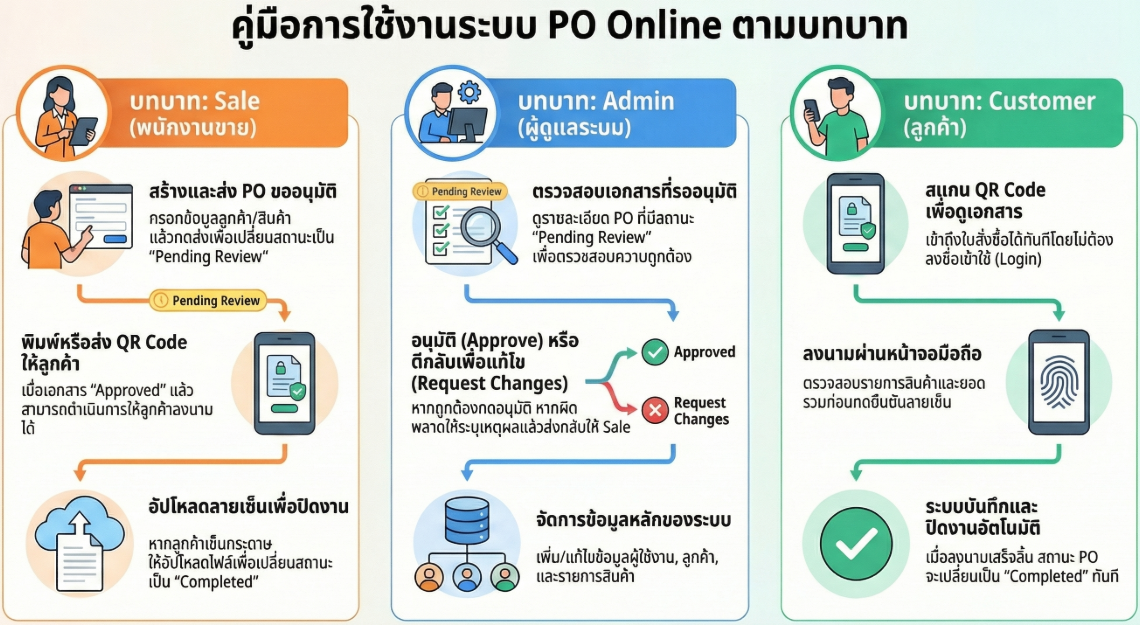 คู่มือการใช้งานระบบ PO Online ตามบทบาท
บทบาท: Sale
(พนักงานขาย)
สร้างและส่ง PO ขออนุมัติ
กรอกข้อมูลลูกค้า/สินค้า
แล้วกดส่งเพื่อเปลี่ยนสถานะเป็น
"Pending Review"
Pending Review
พิมพ์หรือส่ง QR Code
ให้ลูกค้า
เมื่อเอกสาร "Approved" แล้ว
สามารถดำเนินการให้ลูกค้าลงนาม
ได้
อัปโหลดลายเซ็นเพื่อปิดงาน
หากลูกค้าเซ็นกระดาษ
ให้อัปโหลดไฟล์เพื่อเปลี่ยนสถานะ
เป็น "Completed"
บทบาท: Admin
(ผู้ดูแลระบบ)
Pending Review
ตรวจสอบเอกสารที่รออนุมัติ
ดูรายละเอียด PO ที่มีสถานะ
"Pending Review"
เพื่อตรวจสอบความถูกต้อง
อนุมัติ (Approve) หรือ
ตีกลับเพื่อแก้ไข
(Request Changes)
หากถูกต้องกดอนุมัติ หากผิด
พลาดให้ระบุเหตุผลแล้วส่งกลับให้ Sale
Approved
Request
Changes
จัดการข้อมูลหลักของระบบ
เพิ่ม/แก้ไขข้อมูลผู้ใช้งาน, ลูกค้า,
และรายการสินค้า
บทบาท: Customer
(ลูกค้า)
สแกน QR Code
เพื่อดูเอกสาร
เข้าถึงใบสั่งซื้อได้ทันทีโดยไม่ต้อง
ลงชื่อเข้าใช้ (Login)
ลงนามผ่านหน้าจอมือถือ
ตรวจสอบรายการสินค้าและยอด
รวมก่อนกดยืนยันลายเซ็น
ระบบบันทึกและ
ปิดงานอัตโนมัติ
เมื่อลงนามเสร็จสิ้น สถานะ PO
จะเปลี่ยนเป็น "Completed" ทันที